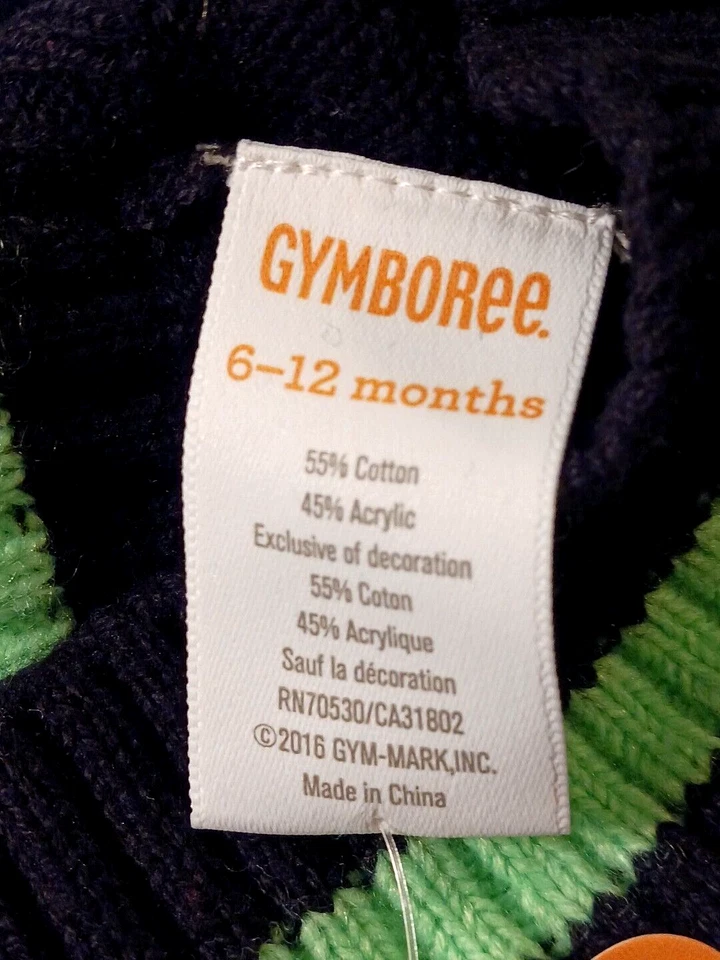 GYMBOREE.
6–12 months
55% Cotton
45% Acrylic
Exclusive of decoration
55% Coton
45% Acrylique
Sauf la décoration
RN70530/CA31802
©2016 GYM-MARK,INC.
Made in China